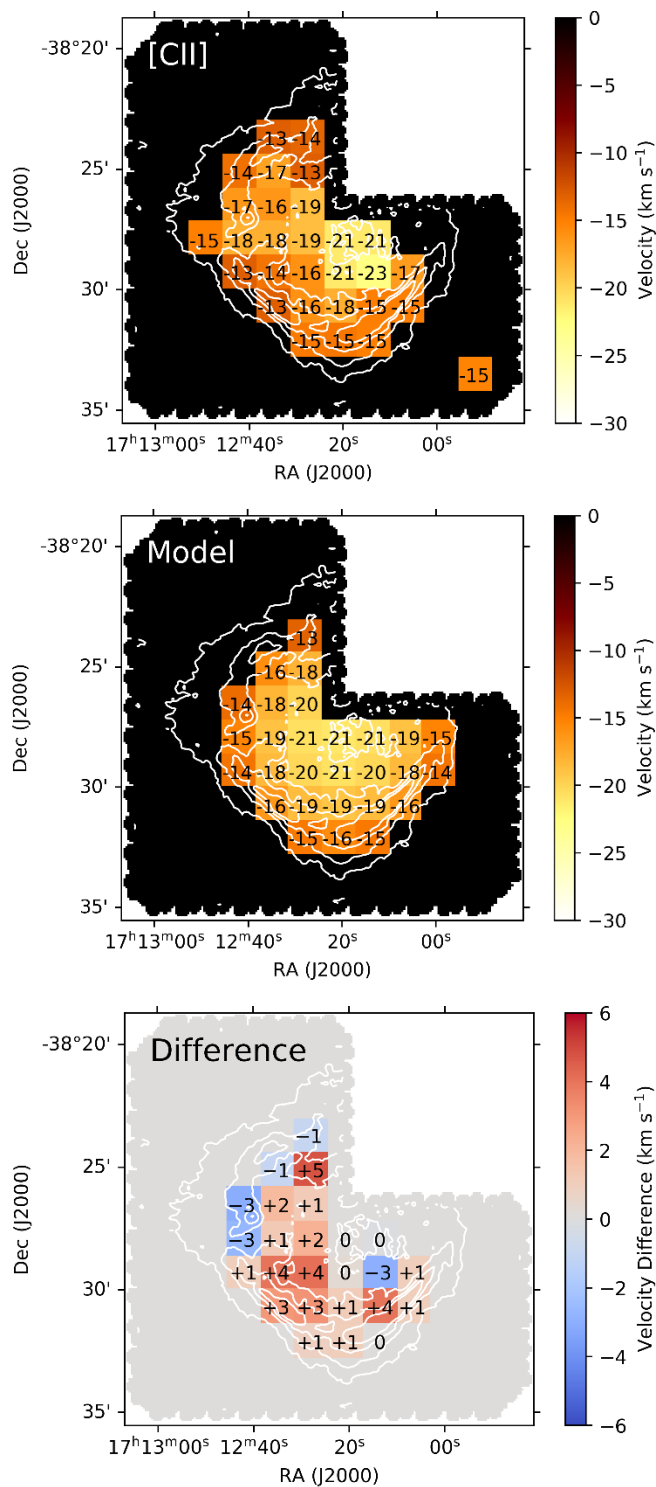 [CII]
-38°20'
25'
30'
35'
Dec (J2000)
-13 -14
-14 -17 -13
-17 -16 -19
-15 -18 -18 -19 -21 -21
-13 -14 -16 -21 -23 -17
-13 -16 -18 -15 -15
-15 -15 -15
-15
17ʰ13ᵐ00ˢ 12ᵐ40ˢ 20ˢ 00ˢ
RA (J2000)
0
−5
−10
−15
−20
−25
−30
Velocity (km s⁻¹)
Model
-38°20'
25'
30'
35'
Dec (J2000)
-13
-16 -18
-14 -18 -20
-15 -19 -21 -21 -21 -19 -15
-14 -18 -20 -21 -20 -18 -14
-16 -19 -19 -19 -16
-15 -16 -15
17ʰ13ᵐ00ˢ 12ᵐ40ˢ 20ˢ 00ˢ
RA (J2000)
0
−5
−10
−15
−20
−25
−30
Velocity (km s⁻¹)
Difference
-38°20'
25'
30'
35'
Dec (J2000)
−1
−1 +5
−3 +2 +1
−3 +1 +2 0 0
+1 +4 +4 0 −3 +1
+3 +3 +1 +4 +1
+1 +1 0
17ʰ13ᵐ00ˢ 12ᵐ40ˢ 20ˢ 00ˢ
RA (J2000)
6
4
2
0
−2
−4
−6
Velocity Difference (km s⁻¹)